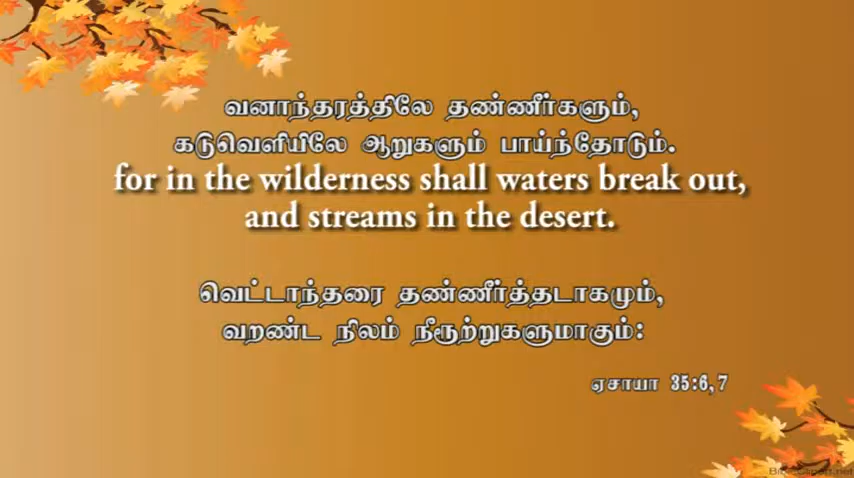 வனாந்தரத்திலே தண்ணீர்களும்,
கடுவெளியிலே ஆறுகளும் பாய்ந்தோடும்.
for in the wilderness shall waters break out,
and streams in the desert.
வெட்டாந்தரை தண்ணீர்த்தடாகமும்,
வறண்ட நிலம் நீரூற்றுகளுமாகும்:
ஏசாயா 35:6,7